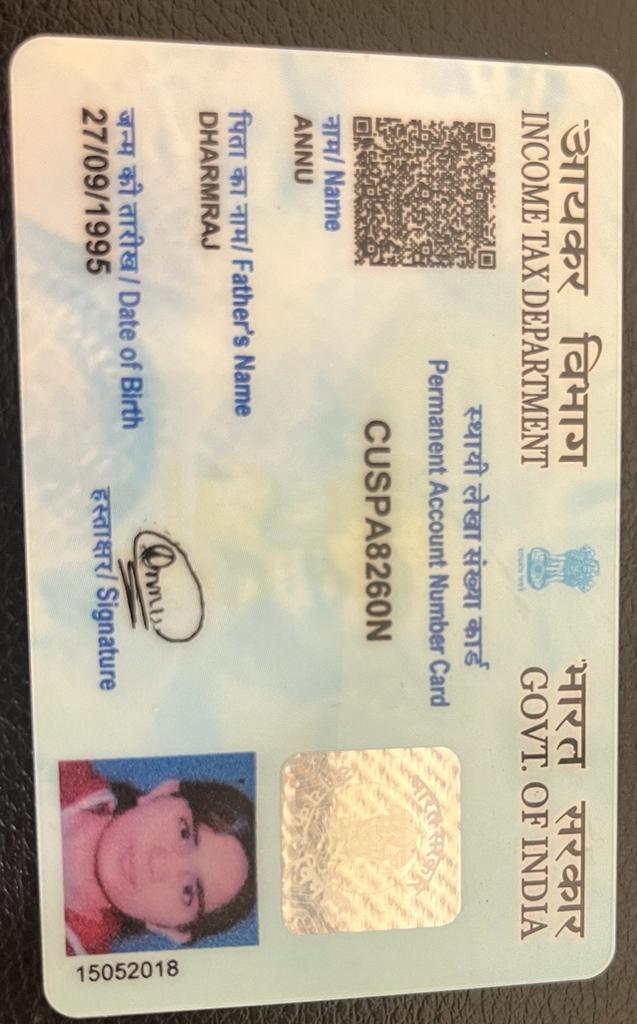 आयकर विभाग
INCOME TAX DEPARTMENT
भारत सरकार
GOVT. OF INDIA
स्थायी लेखा संख्या कार्ड
Permanent Account Number Card
CUSPA8260N
नाम/ Name
ANNU
पिता का नाम/ Father's Name
DHARMRAJ
जन्म की तारीख / Date of Birth
27/09/1995
Annu
हस्ताक्षर/ Signature
15052018